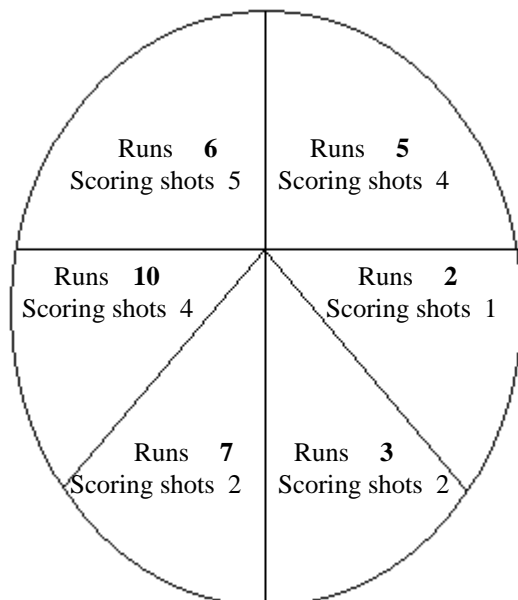 Runs 6
Scoring shots 5
Runs 5
Scoring shots 4
Runs 10
Scoring shots 4
Runs 2
Scoring shots 1
Runs 7
Scoring shots 2
Runs 3
Scoring shots 2